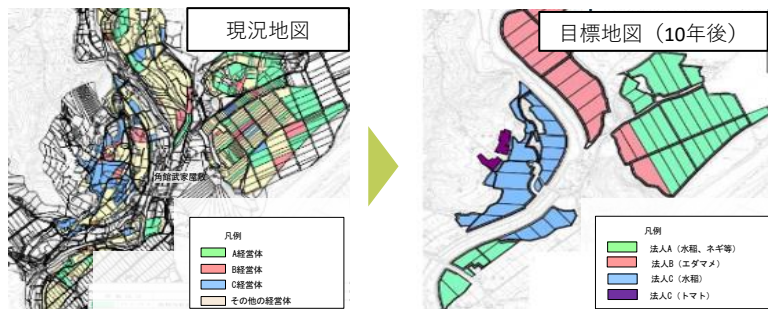 現況地図
角館武家屋敷
凡例
A経営体
B経営体
C経営体
その他の経営体
目標地図（10年後）
凡例
法人A（水稲、ネギ等）
法人B（エダマメ）
法人C（水稲）
法人C（トマト）